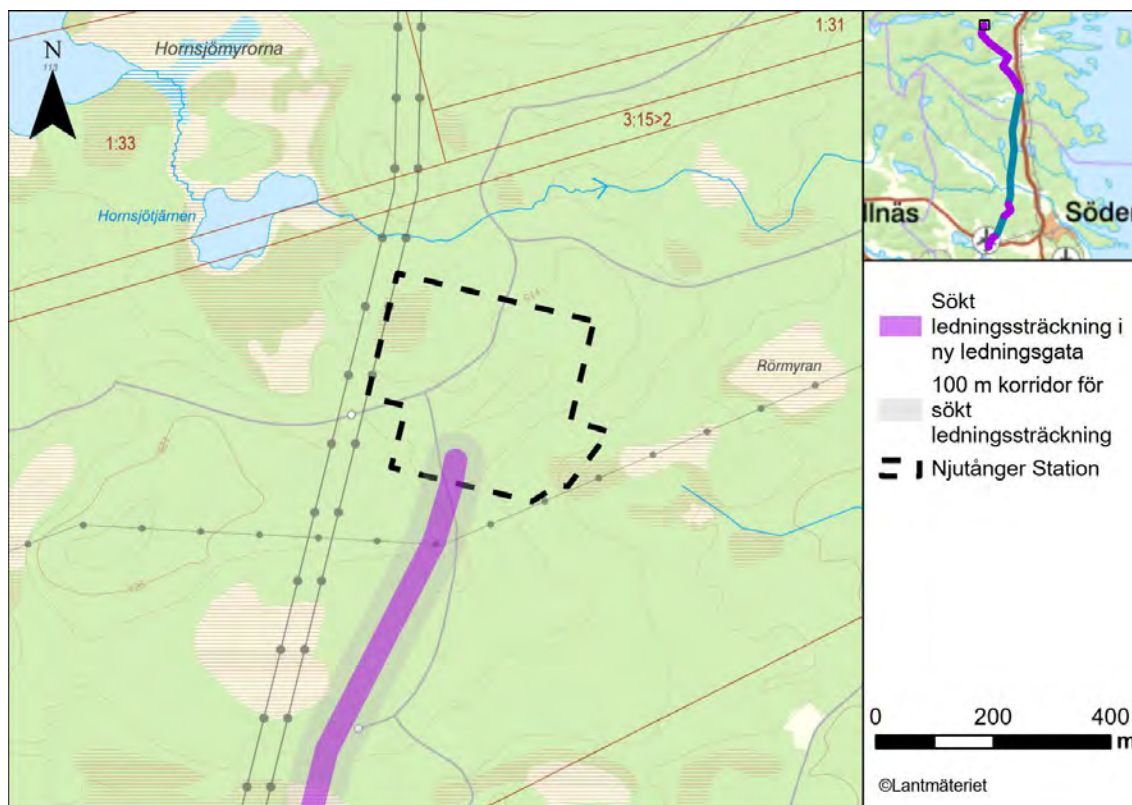 Hornsjömyrorna
N
113
1:31
3:15>2
1:33
Hornsjötjärnen
Rörmyran
llnäs
Söder
Sökt
ledningssträckning i
ny ledningsgata
100 m korridor för
sökt
ledningssträckning
Njutånger Station
0 200 400
m
©Lantmäteriet